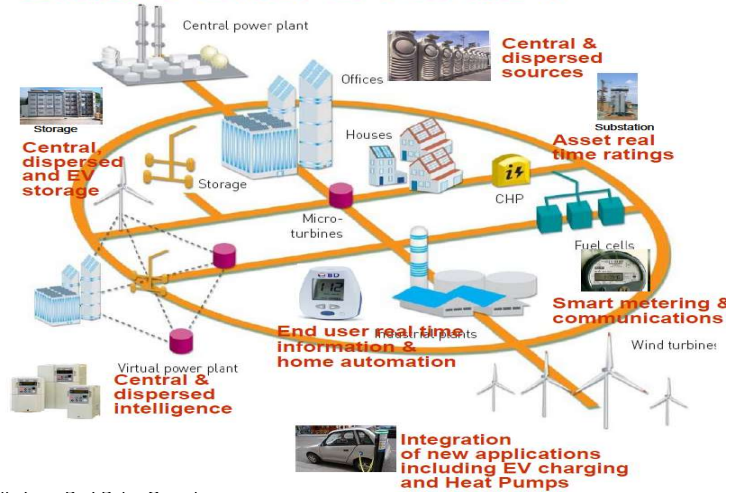 Central power plant
Central &
dispersed
sources
Offices
Storage
Substation
Houses
Central,
dispersed
and EV
storage
Asset real
time ratings
Storage
CHP
Micro-
turbines
Fuel cells
Smart metering &
communications
End user real time
information &
home automation
Industrial plants
Wind turbines
Virtual power plant
Central &
dispersed
intelligence
Integration
of new applications
including EV charging
and Heat Pumps